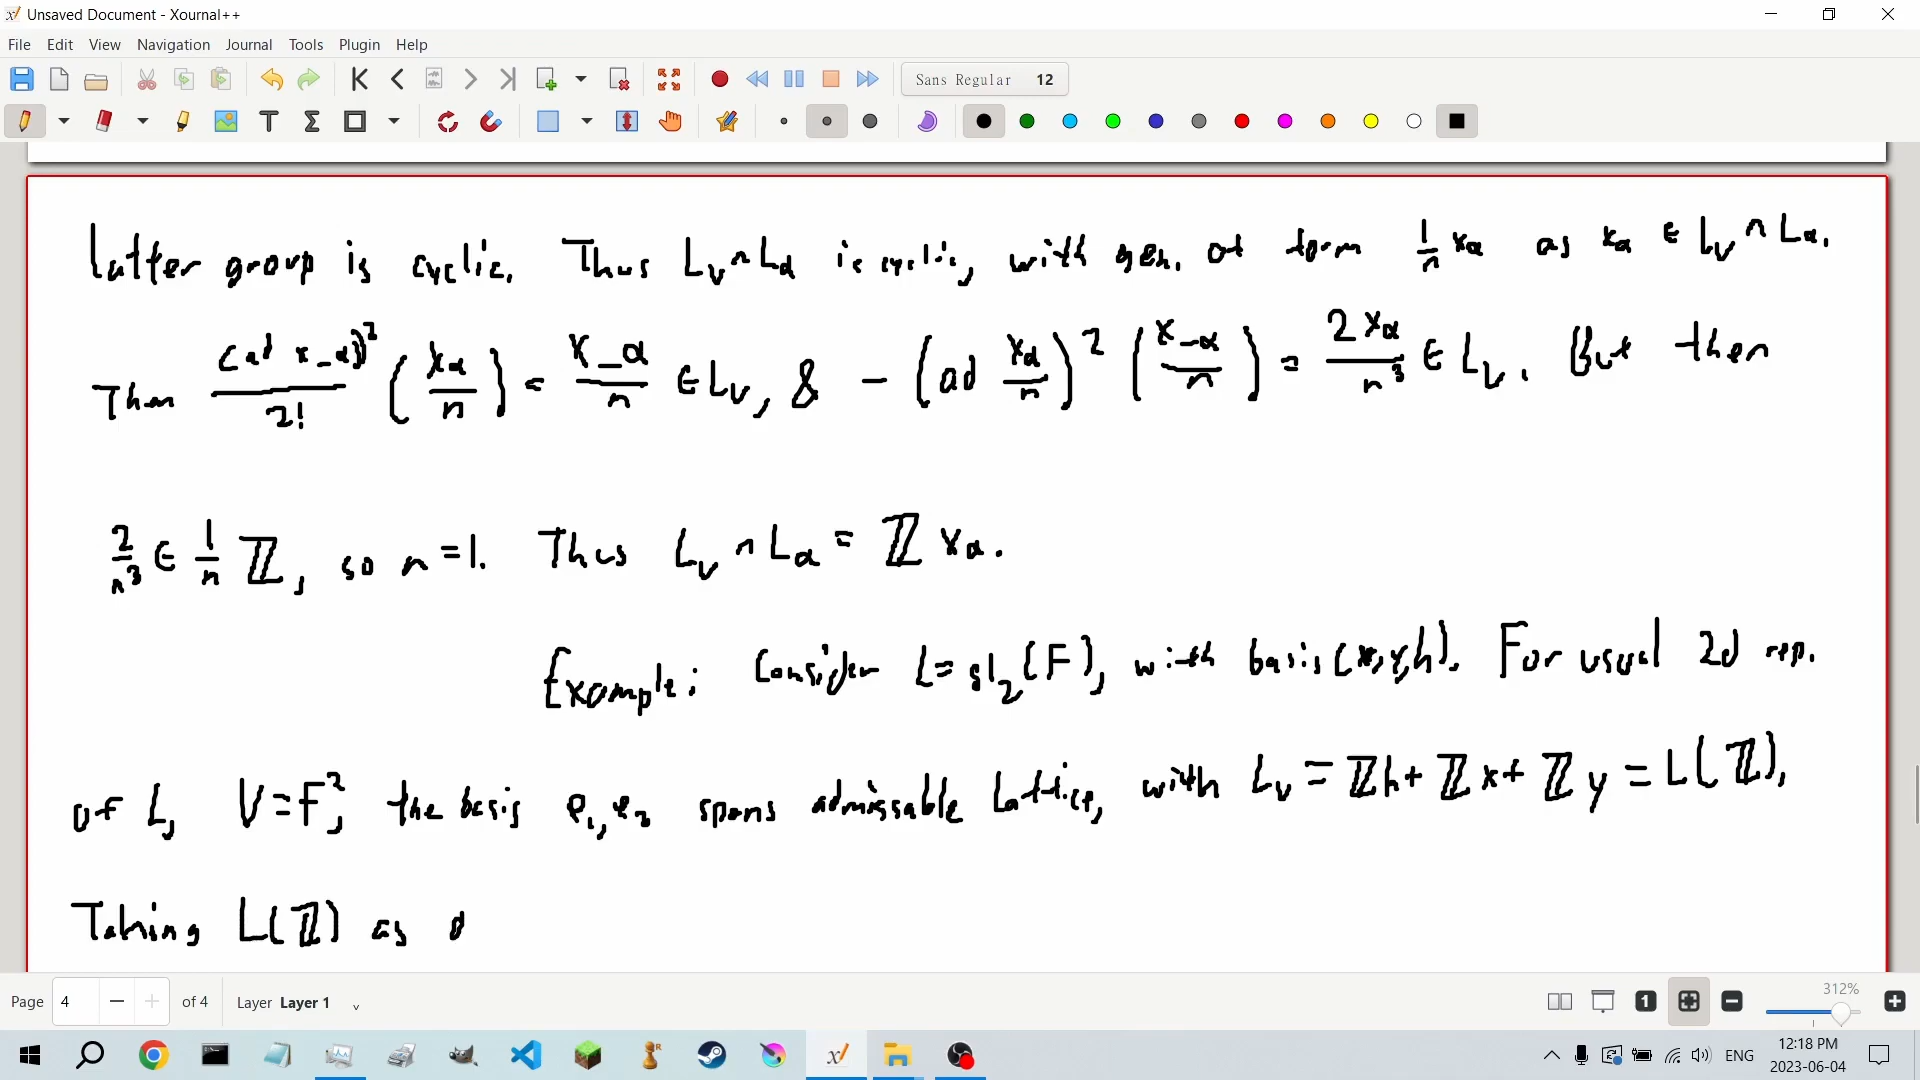 Unsaved Document - Xournal++
File Edit View Navigation Journal Tools Plugin Help
Sans Regular 12
latter group is cyclic. Thus L_V ∩ L_α is cyclic, with gen. of form 1/n x_α as x_α ∈ L_V ∩ L_α.
Then (ad x_-α)^2/2! (x_α/n) = x_-α/n ∈ L_V, & - (ad x_α/n)^2 (x_-α/n) = 2x_α/n^3 ∈ L_V. But then
2/n^3 ∈ 1/n ℤ, so n=1. Thus L_V ∩ L_α = ℤ x_α.
Example: Consider L=sl_2(F), with basis (x,y,h). For usual 2d rep.
of L, V=F^2, the basis e_1, e_2 spans admissable lattice, with L_V = ℤh + ℤx + ℤy = L(ℤ).
Taking L(ℤ) as
Page 4 of 4 Layer Layer 1 312%
ENG 12:18 PM
2023-06-04